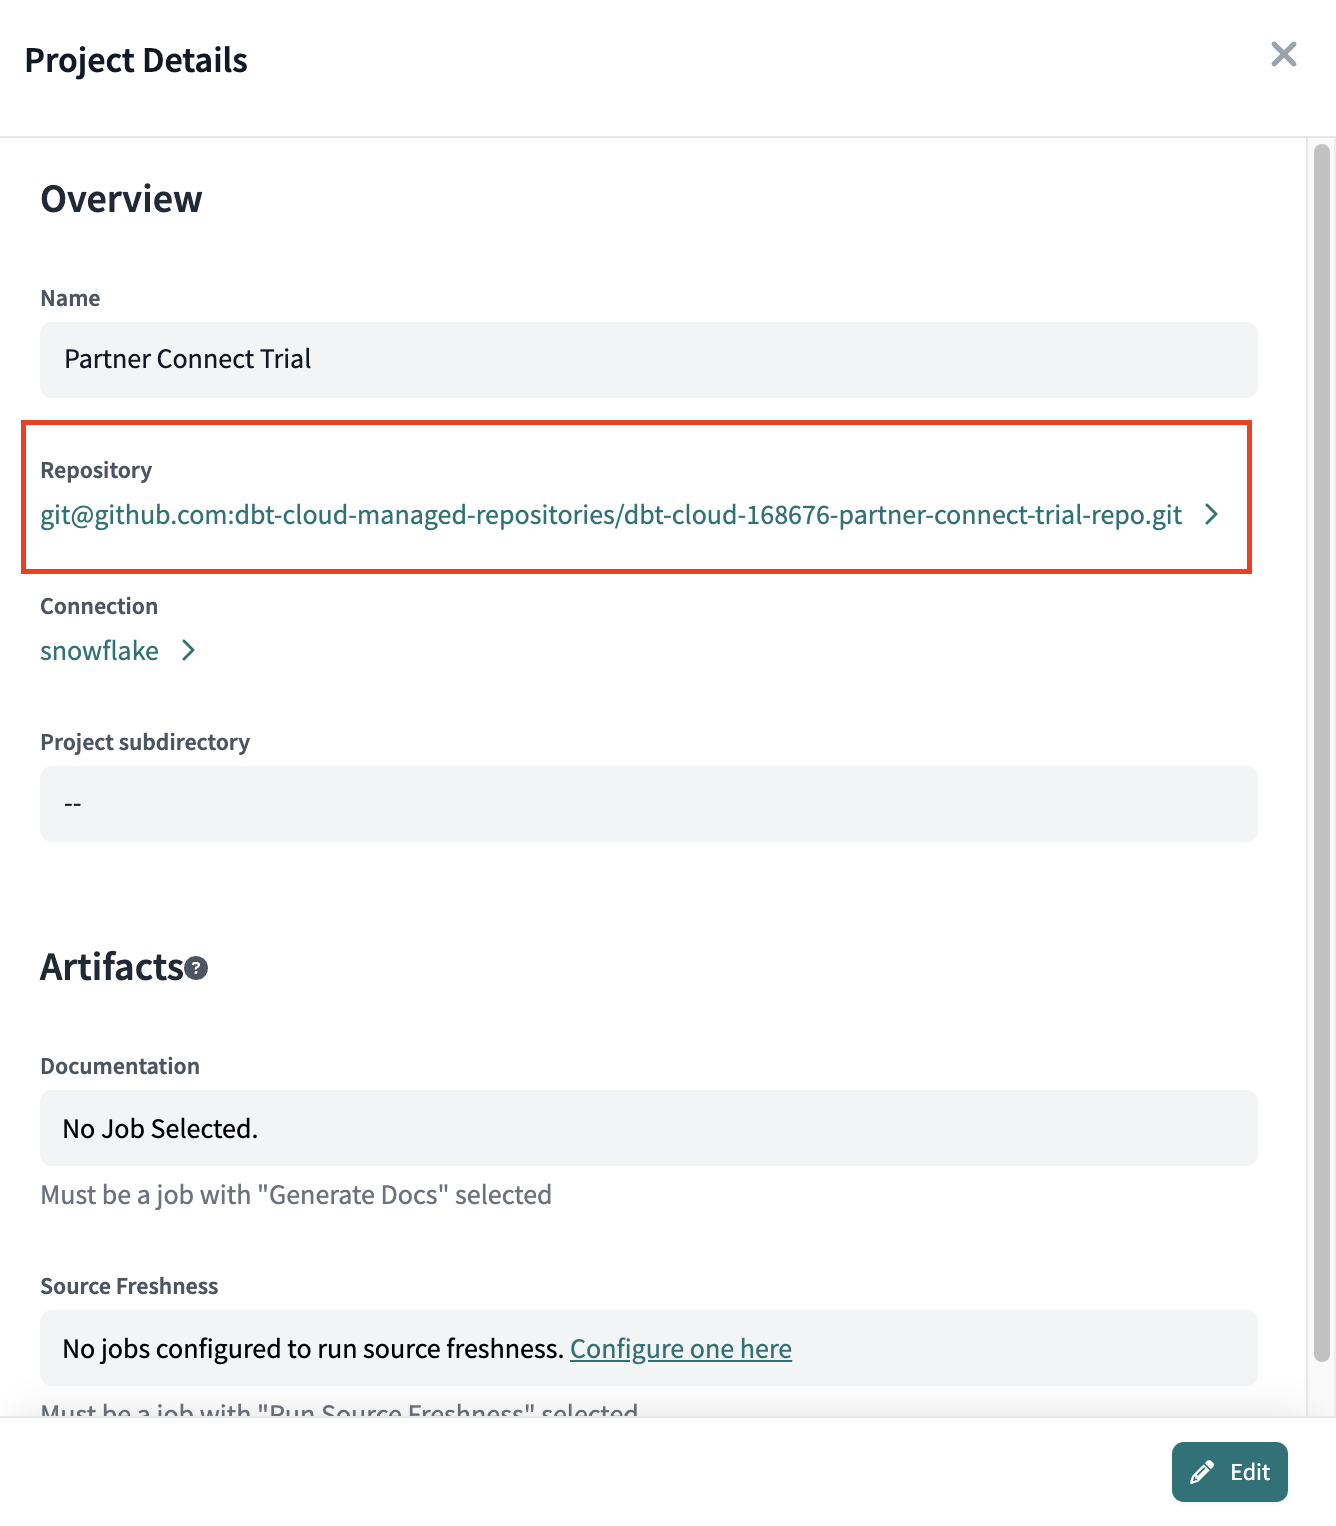 Project Details
Overview
Name
Partner Connect Trial
Repository
git@github.com:dbt-cloud-managed-repositories/dbt-cloud-168676-partner-connect-trial-repo.git
Connection
snowflake
Project subdirectory
--
Artifacts
?
Documentation
No Job Selected.
Must be a job with "Generate Docs" selected
Source Freshness
No jobs configured to run source freshness. Configure one here
Must be a job with "Run Source Freshness" selected
Edit